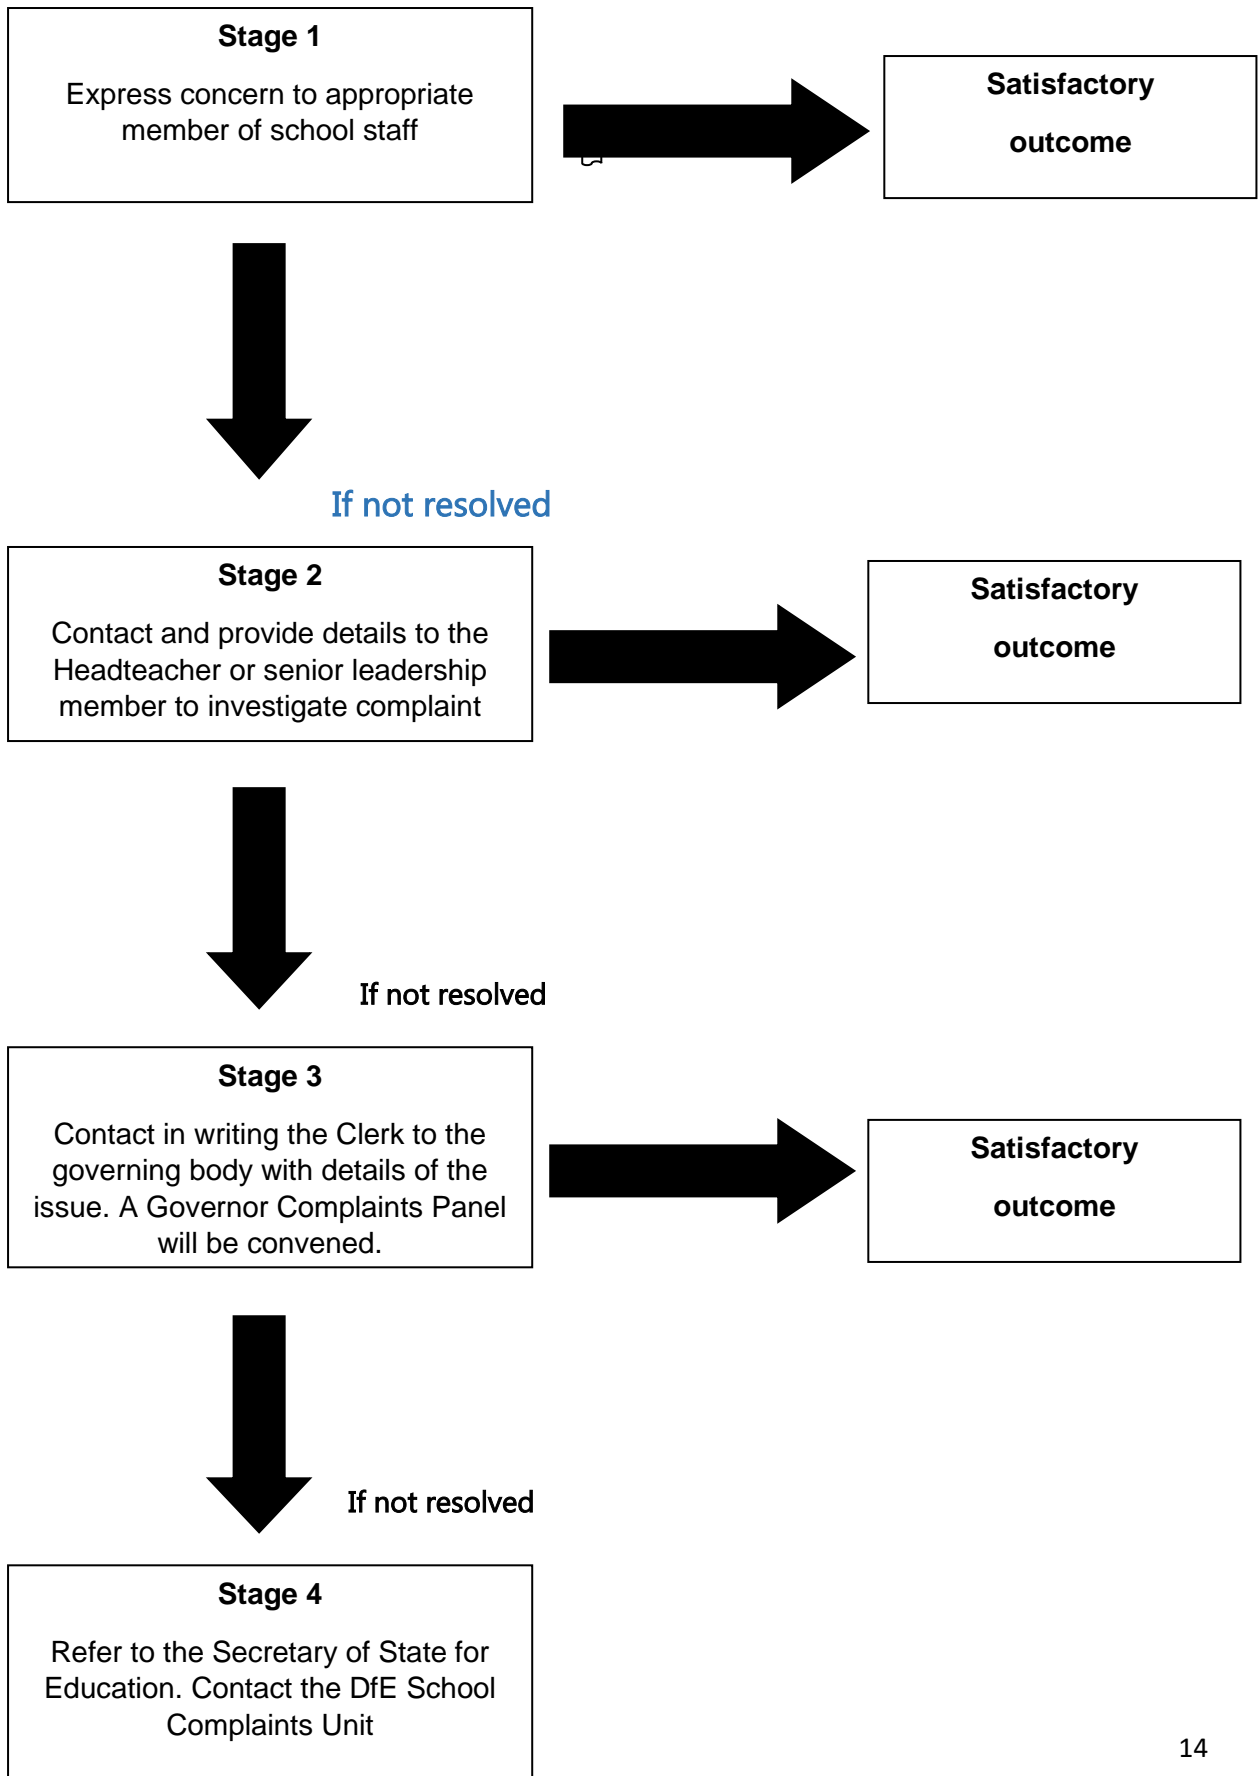 Stage 1
Express concern to appropriate
member of school staff
Satisfactory
outcome
If not resolved
Stage 2
Contact and provide details to the
Headteacher or senior leadership
member to investigate complaint
Satisfactory
outcome
If not resolved
Stage 3
Contact in writing the Clerk to the
governing body with details of the
issue. A Governor Complaints Panel
will be convened.
Satisfactory
outcome
If not resolved
Stage 4
Refer to the Secretary of State for
Education. Contact the DfE School
Complaints Unit
14